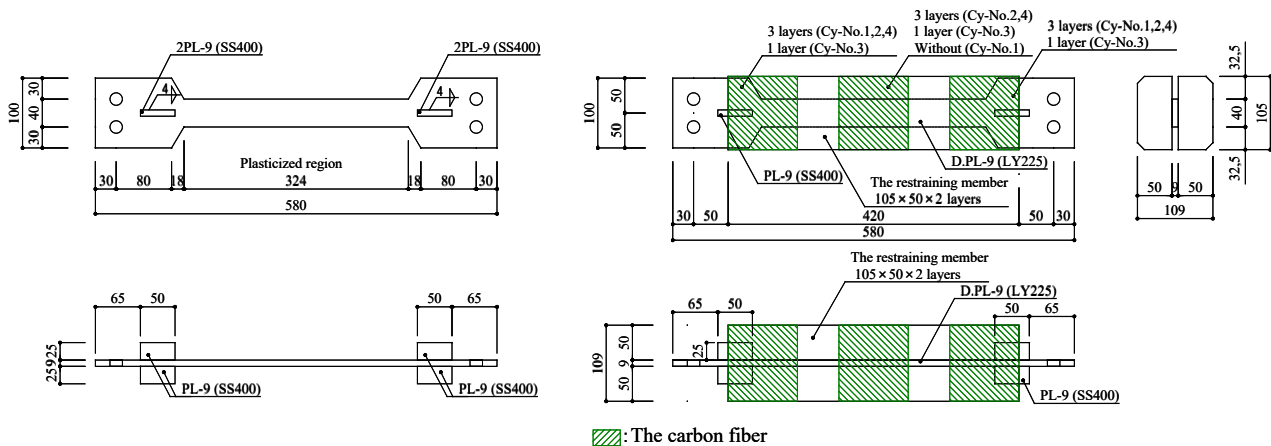 2PL-9 (SS400)
2PL-9 (SS400)
4
4
100
30
40
30
Plasticized region
30
80
18
324
18
80
30
580
65
50
50
65
25
9
25
PL-9 (SS400)
PL-9 (SS400)
3 layers (Cy-No.1,2,4)
1 layer (Cy-No.3)
3 layers (Cy-No.2,4)
1 layer (Cy-No.3)
Without (Cy-No.1)
3 layers (Cy-No.1,2,4)
1 layer (Cy-No.3)
100
50
50
D.PL-9 (LY225)
PL-9 (SS400)
The restraining member
105×50×2 layers
30
50
420
50
30
580
32,5
40
32,5
105
50
9
50
109
The restraining member
105×50×2 layers
D.PL-9 (LY225)
65
50
50
65
109
50
9
50
25
PL-9 (SS400)
: The carbon fiber